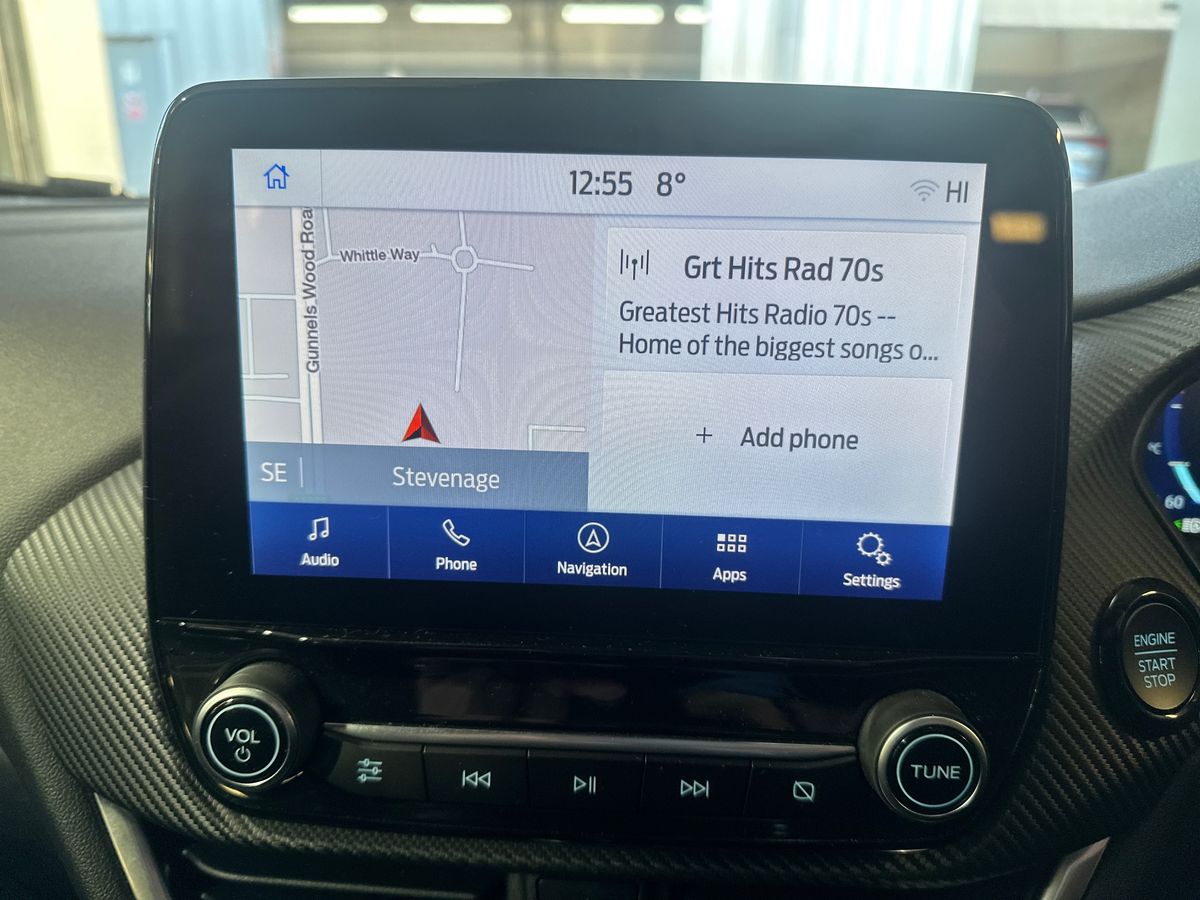 12:55 8° HI
Whittle Way
Gunnels Wood Roa
Grt Hits Rad 70s
Greatest Hits Radio 70s --
Home of the biggest songs o...
+ Add phone
SE | Stevenage
Audio Phone Navigation Apps Settings
60
ENGINE
START
STOP
VOL
TUNE